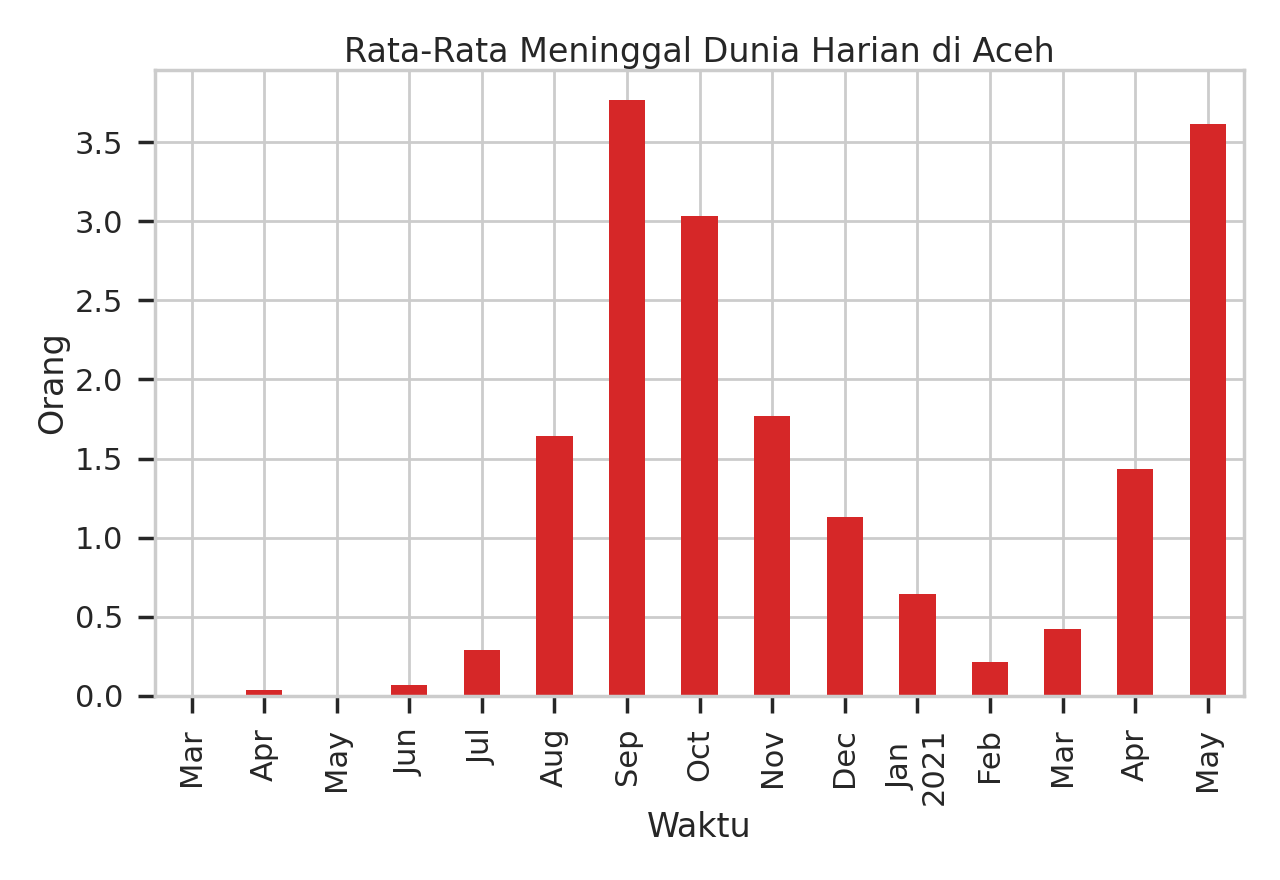 Rata-Rata Meninggal Dunia Harian di Aceh
Orang
3.5
3.0
2.5
2.0
1.5
1.0
0.5
0.0
Mar
Apr
May
Jun
Jul
Aug
Sep
Oct
Nov
Dec
Jan
2021
Feb
Mar
Apr
May
Waktu